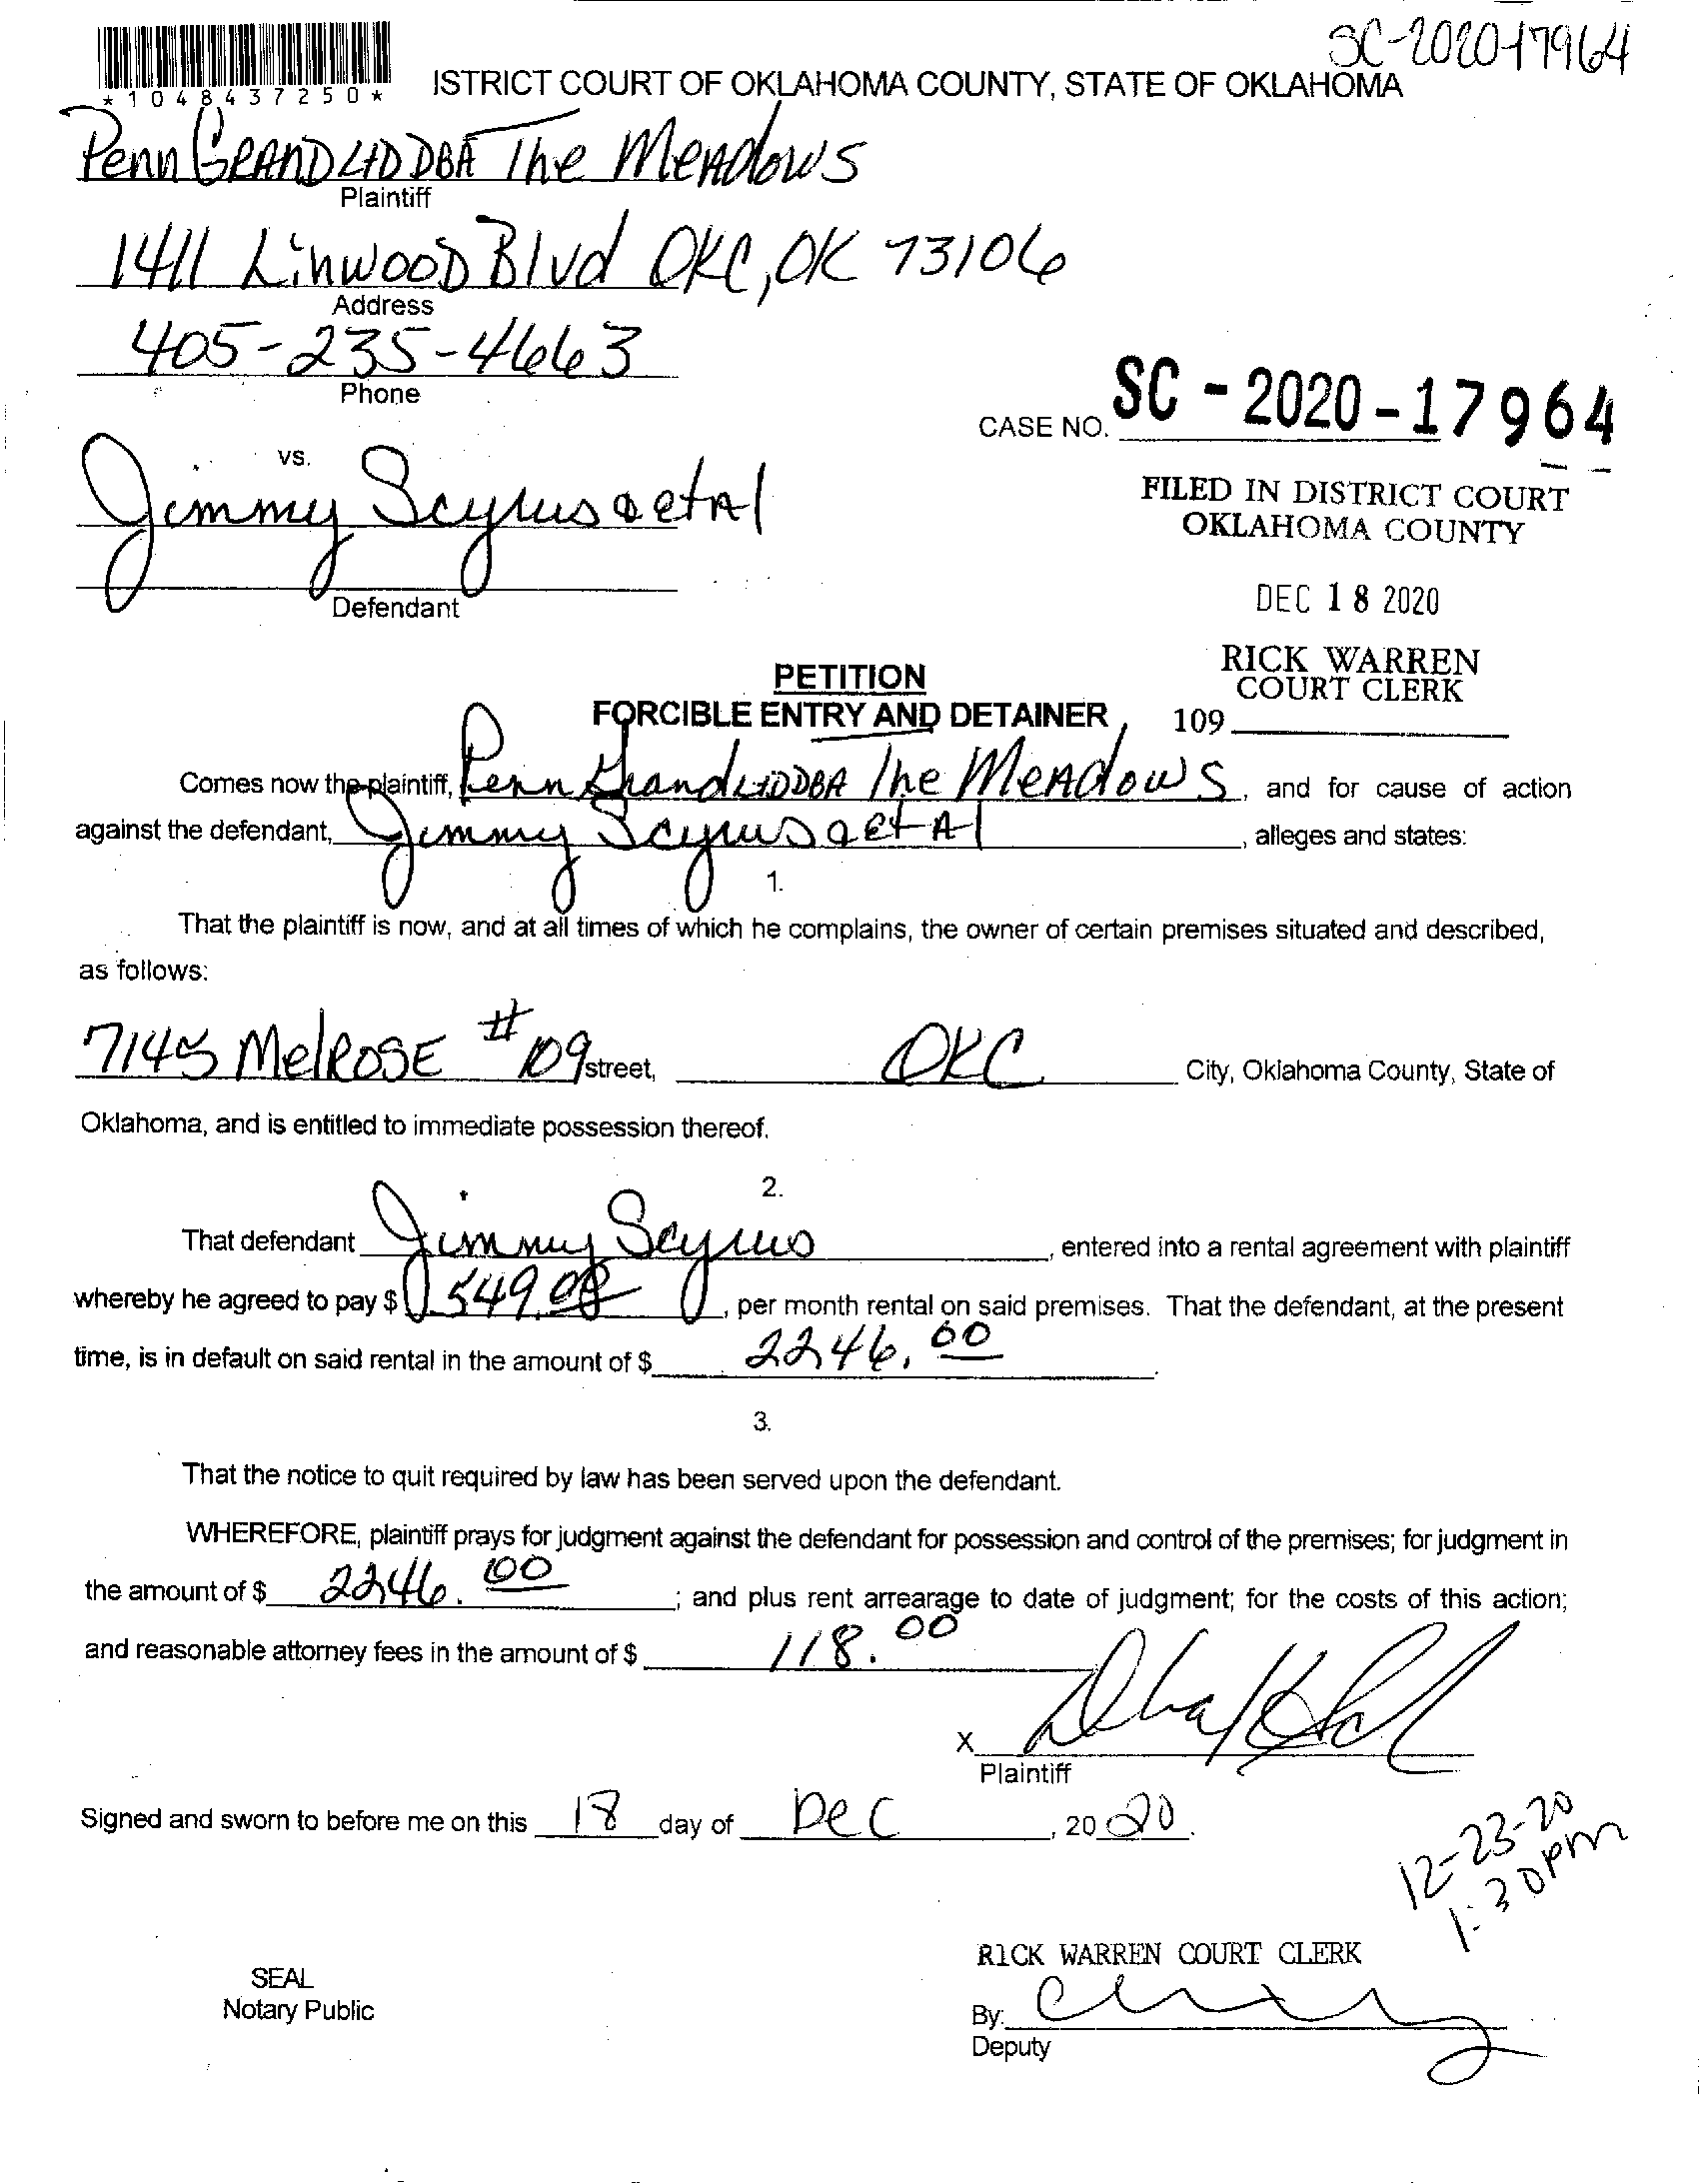 SC-2020-17964
*1048437250*
ISTRICT COURT OF OKLAHOMA COUNTY, STATE OF OKLAHOMA
Penn GRAND LTD DBA The Meadows
Plaintiff
1411 Linwood Blvd OKC, OK 73106
Address
405-235-4663
Phone
CASE NO. SC - 2020 - 17964
vs.
Jimmy Scyrus et Al
FILED IN DISTRICT COURT
OKLAHOMA COUNTY
DEC 18 2020
Defendant
RICK WARREN
COURT CLERK
109
PETITION
FORCIBLE ENTRY AND DETAINER
Comes now the plaintiff, Penn Grand LTD DBA The Meadows, and for cause of action
against the defendant, Jimmy Scyrus et Al, alleges and states:
1.
That the plaintiff is now, and at all times of which he complains, the owner of certain premises situated and described,
as follows:
7145 Melrose #109 street, OKC City, Oklahoma County, State of
Oklahoma, and is entitled to immediate possession thereof.
2.
That defendant Jimmy Scyrus, entered into a rental agreement with plaintiff
whereby he agreed to pay $ 549.00, per month rental on said premises. That the defendant, at the present
time, is in default on said rental in the amount of $ 2246.00.
3.
That the notice to quit required by law has been served upon the defendant.
WHEREFORE, plaintiff prays for judgment against the defendant for possession and control of the premises; for judgment in
the amount of $ 2246.00; and plus rent arrearage to date of judgment; for the costs of this action;
and reasonable attorney fees in the amount of $ 118.00
X
Plaintiff
Signed and sworn to before me on this 18 day of Dec, 2020.
12-23-20
1:30pm
RICK WARREN COURT CLERK
SEAL
Notary Public
By:
Deputy